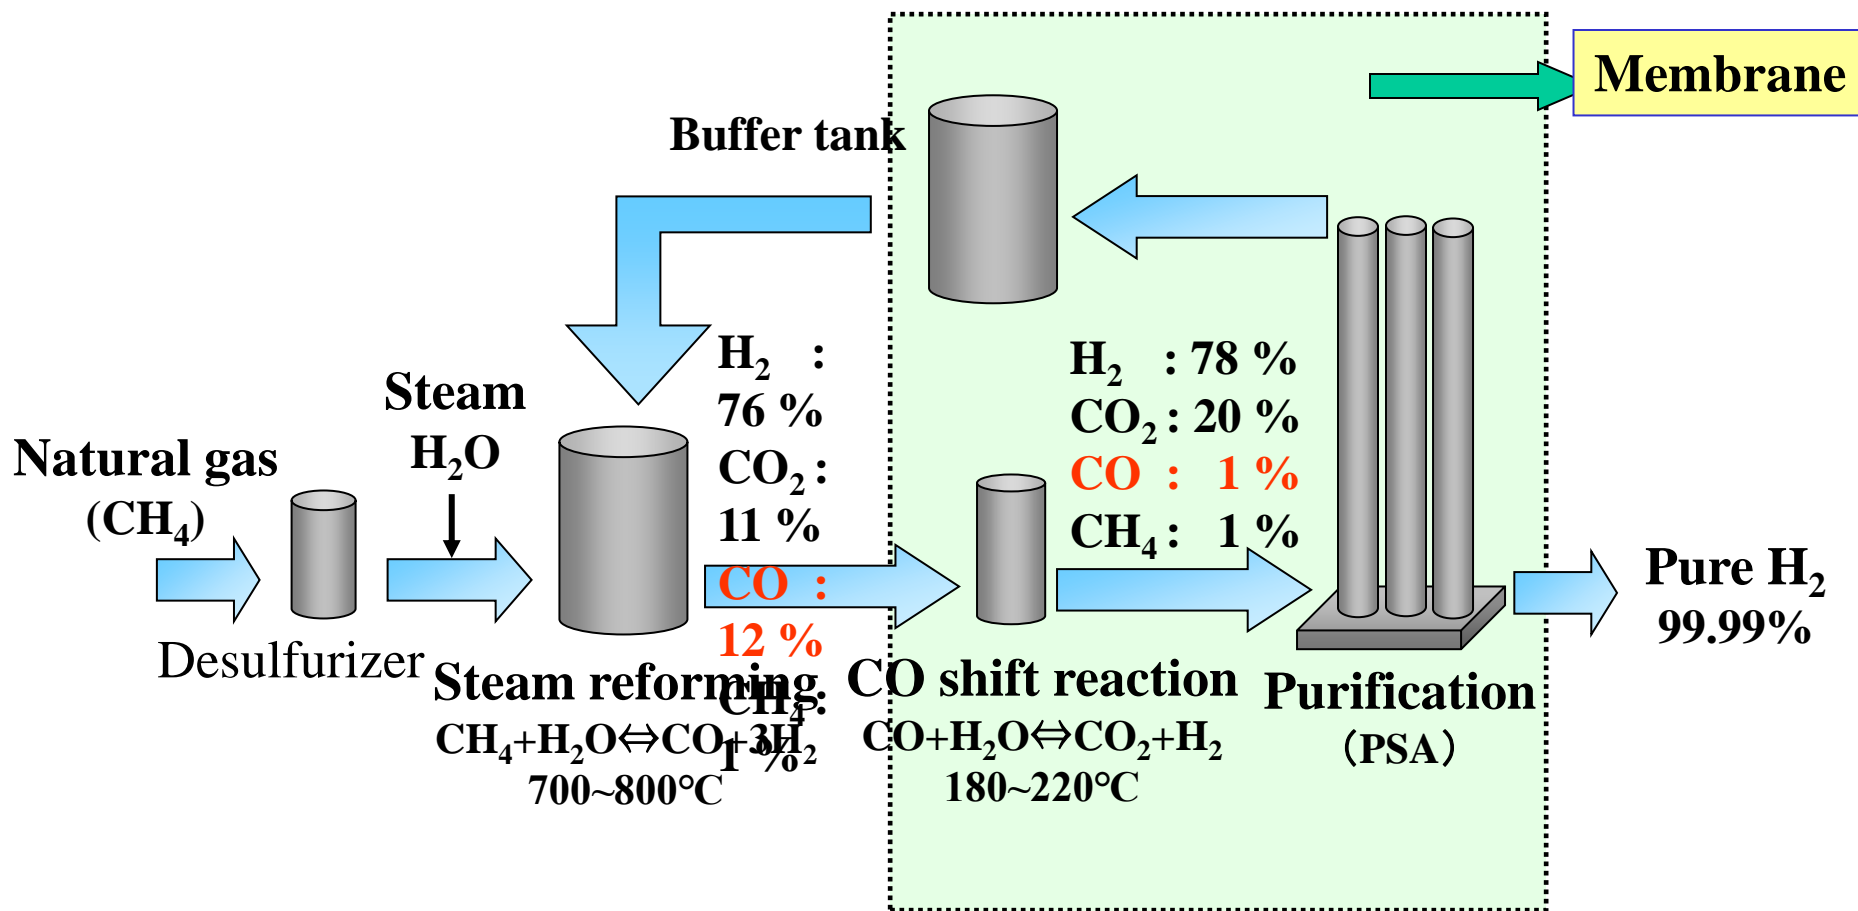 Membrane
Buffer tank
H₂ :
76 %
CO₂ :
11 %
CO :
12 %
CH₄ :
1 %
H₂ : 78 %
CO₂ : 20 %
CO : 1 %
CH₄ : 1 %
Steam
H₂O
Natural gas
(CH₄)
Desulfurizer
Steam reforming
CH₄+H₂O⇔CO+3H₂
700~800℃
CO shift reaction
CO+H₂O⇔CO₂+H₂
180~220℃
Purification
（PSA）
Pure H₂
99.99%